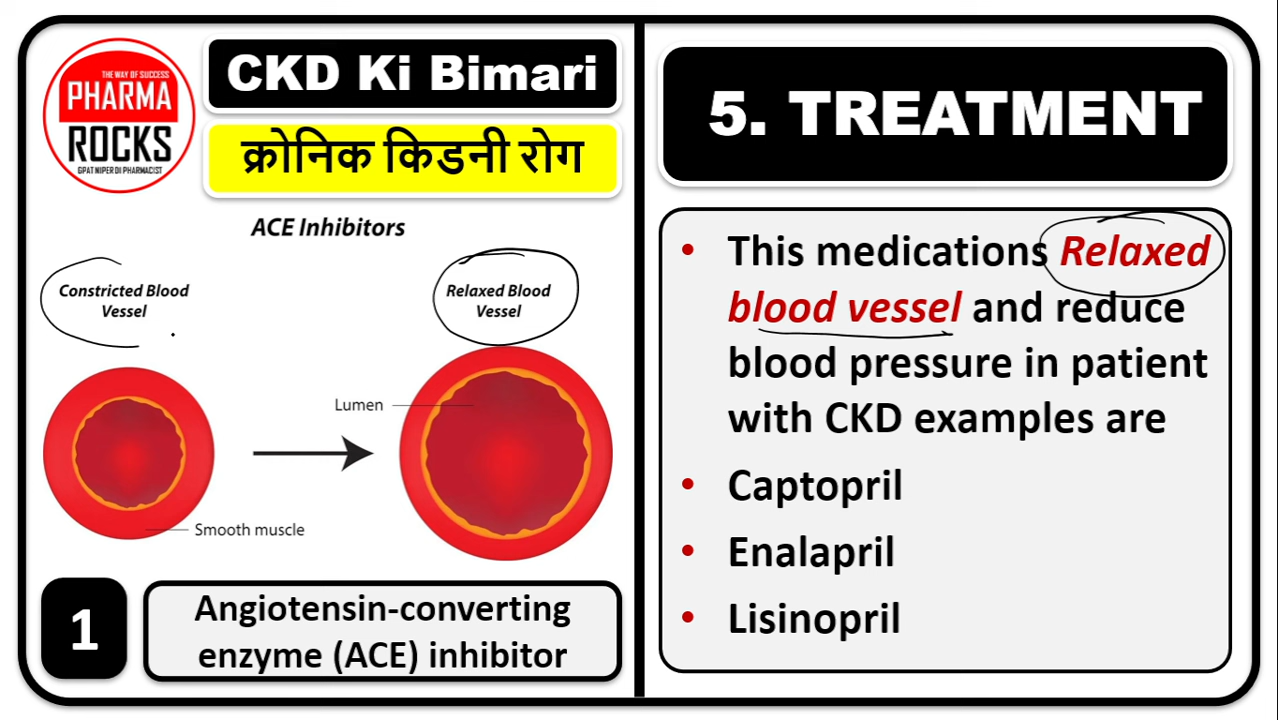 THE WAY OF SUCCESS
PHARMA
ROCKS
GPAT NIPER DI PHARMACIST
CKD Ki Bimari
क्रोनिक किडनी रोग
ACE Inhibitors
Constricted Blood
Vessel
Relaxed Blood
Vessel
Lumen
Smooth muscle
1
Angiotensin-converting
enzyme (ACE) inhibitor
5. TREATMENT
• This medications Relaxed
blood vessel and reduce
blood pressure in patient
with CKD examples are
• Captopril
• Enalapril
• Lisinopril